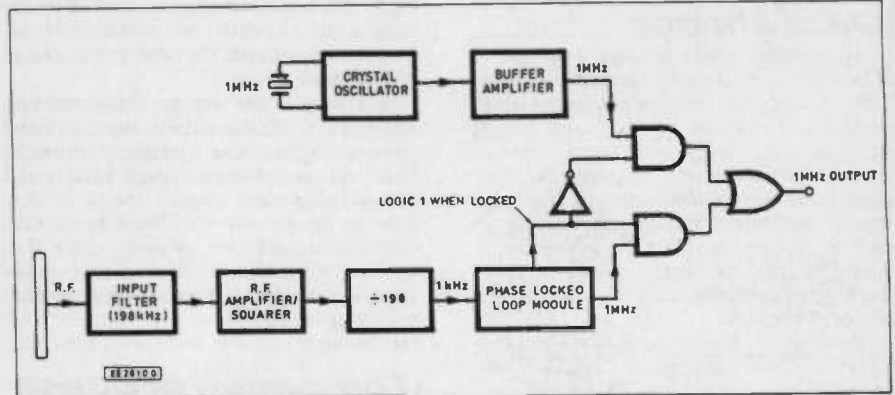 1MHz
CRYSTAL
OSCILLATOR
BUFFER
AMPLIFIER
1MHz
1MHz OUTPUT
LOGIC 1 WHEN LOCKED
R.F.
INPUT
FILTER
(198kHz)
R.F.
AMPLIFIER/
SQUARER
÷198
1kHz
PHASE LOCKED
LOOP MODULE
1MHz
EE2610G